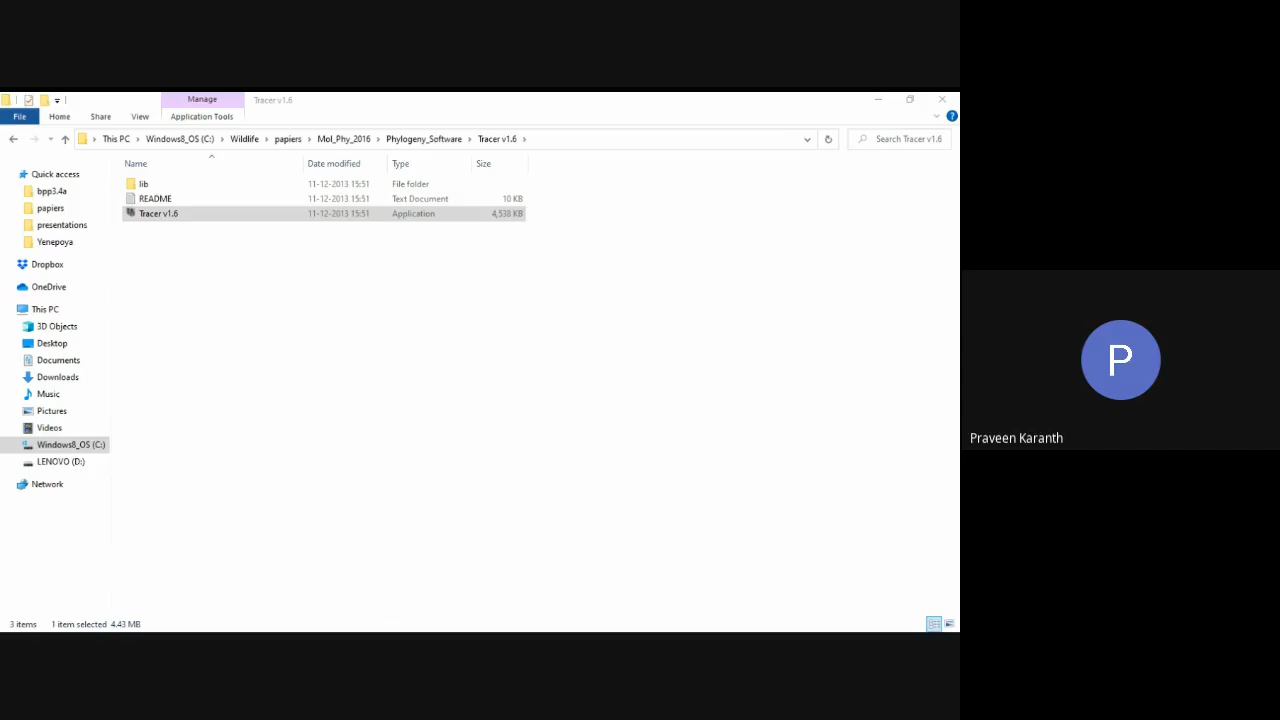 Manage
Tracer v1.6
File Home Share View Application Tools
This PC Windows8_OS (C:) Wildlife papiers Mol_Phy_2016 Phylogeny_Software Tracer v1.6
Search Tracer v1.6
Name Date modified Type Size
lib 11-12-2013 15:51 File folder
README 11-12-2013 15:51 Text Document 10 KB
Tracer v1.6 11-12-2013 15:51 Application 4,538 KB
Quick access
bpp3.4a
papiers
presentations
Yenepoya
Dropbox
OneDrive
This PC
3D Objects
Desktop
Documents
Downloads
Music
Pictures
Videos
Windows8_OS (C:)
LENOVO (D:)
Network
3 items 1 item selected 4.43 MB
P
Praveen Karanth